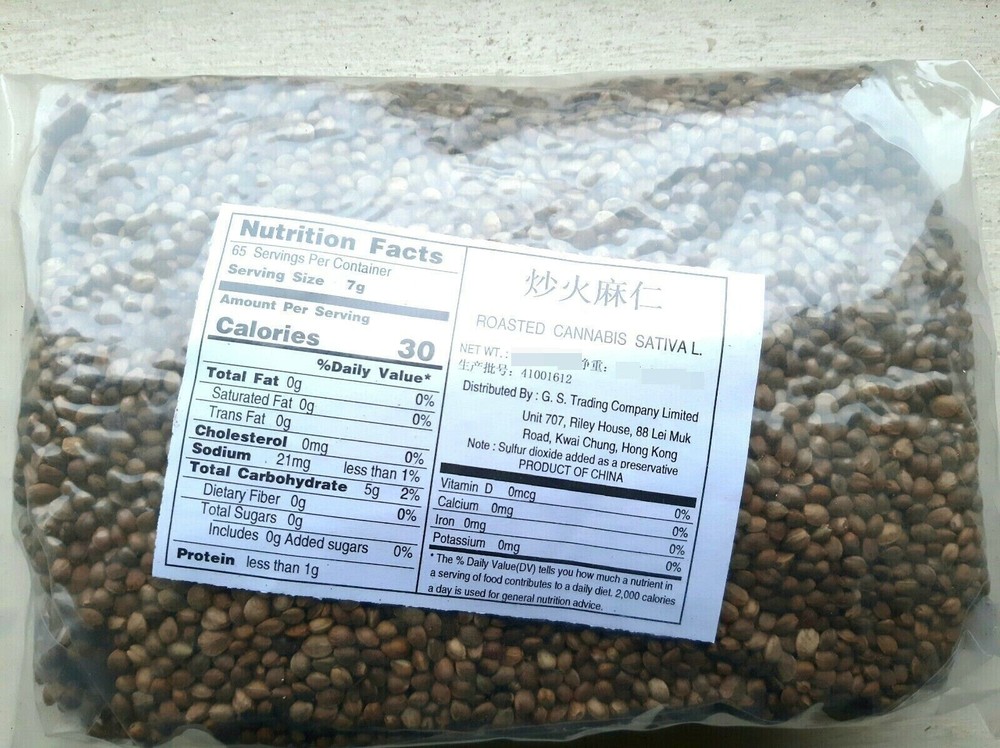 Nutrition Facts
65 Servings Per Container
Serving Size 7g
Amount Per Serving
Calories 30
%Daily Value*
Total Fat 0g 0%
Saturated Fat 0g 0%
Trans Fat 0g
Cholesterol 0mg 0%
Sodium 21mg less than 1%
Total Carbohydrate 5g 2%
Dietary Fiber 0g 0%
Total Sugars 0g
Includes 0g Added sugars 0%
Protein less than 1g
炒火麻仁
ROASTED CANNABIS SATIVA L.
NET WT.: 净重:
生产批号: 41001612
Distributed By : G. S. Trading Company Limited
Unit 707, Riley House, 88 Lei Muk
Road, Kwai Chung, Hong Kong
Note : Sulfur dioxide added as a preservative
PRODUCT OF CHINA
Vitamin D 0mcg 0%
Calcium 0mg 0%
Iron 0mg 0%
Potassium 0mg 0%
* The % Daily Value(DV) tells you how much a nutrient in
a serving of food contributes to a daily diet. 2,000 calories
a day is used for general nutrition advice.